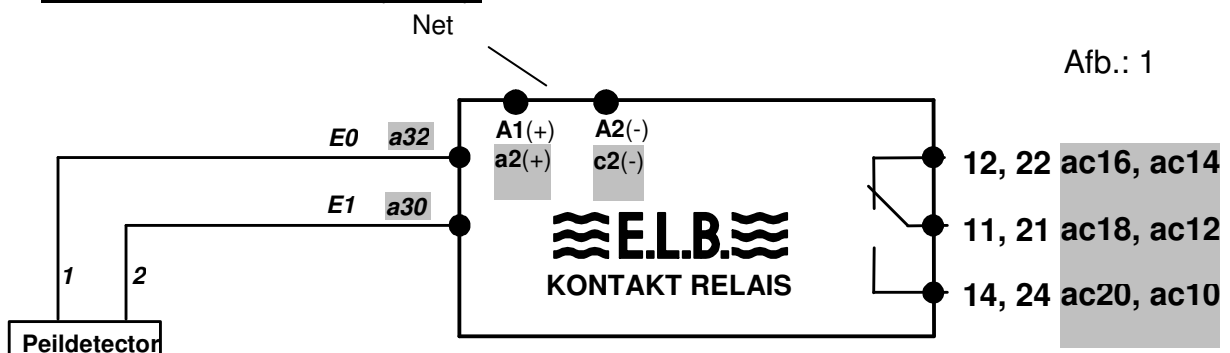 Net
Afb.: 1
E0 a32
A1(+) A2(-)
a2(+) c2(-)
12, 22 ac16, ac14
E1 a30
11, 21 ac18, ac12
E.L.B.
KONTAKT RELAIS
1 2
14, 24 ac20, ac10
Peildetector